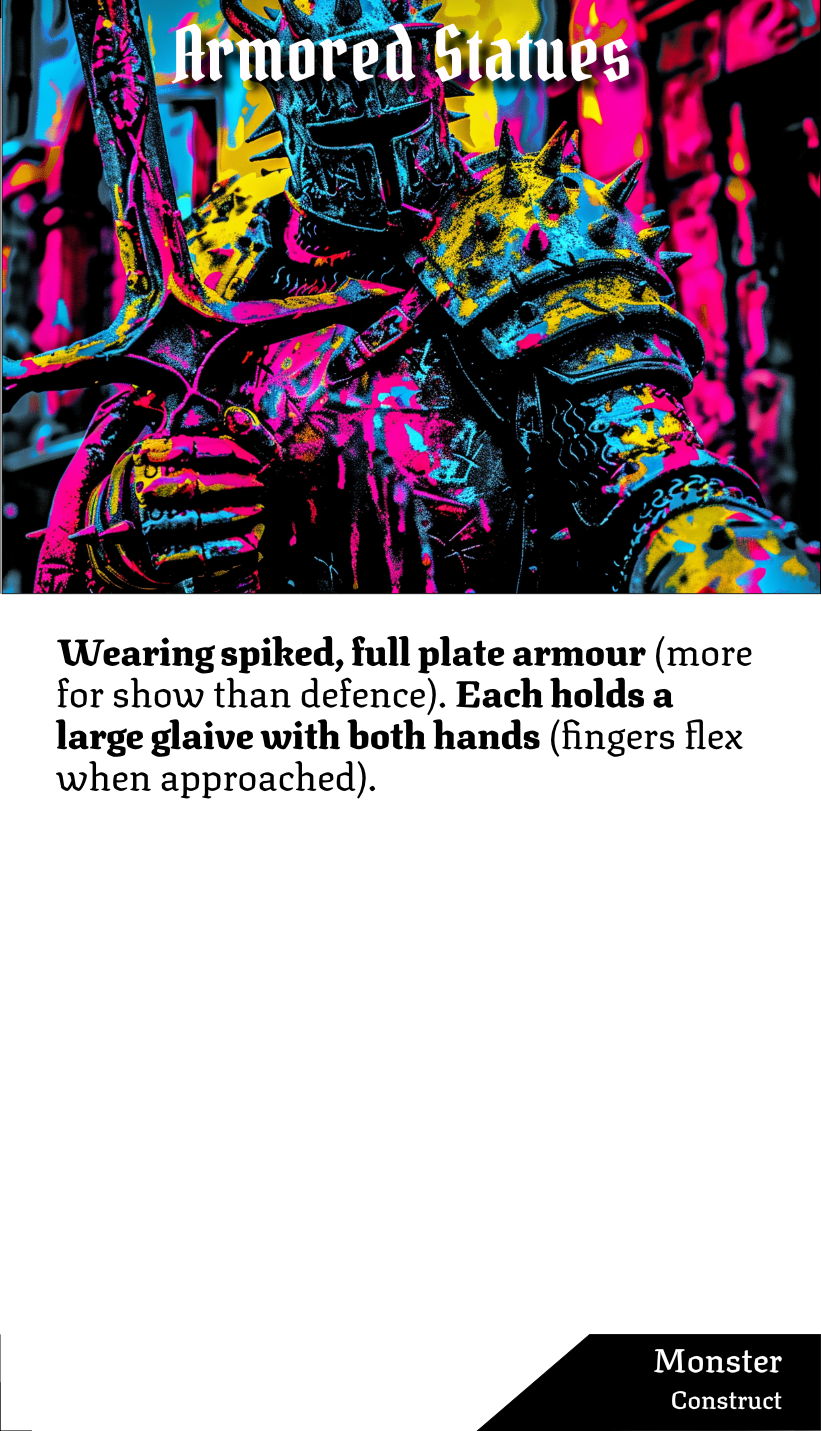 Armored Statues
Wearing spiked, full plate armour (more
for show than defence). Each holds a
large glaive with both hands (fingers flex
when approached).
Monster
Construct